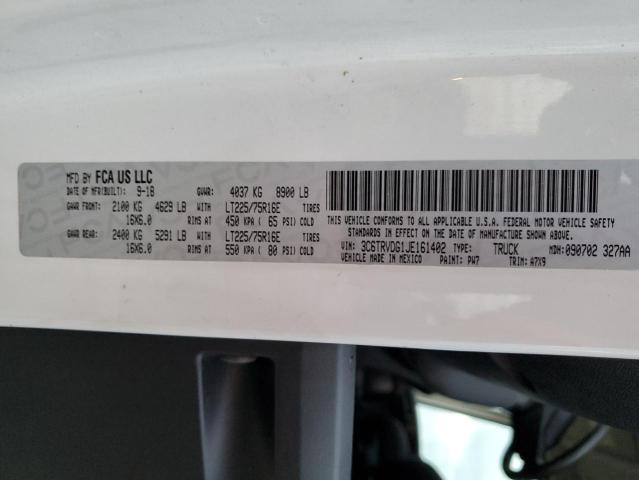 MFD BY FCA US LLC
DATE OF MFR(BUILT): 9-18 GVWR: 4037 KG 8900 LB
GAWR FRONT: 2100 KG 4629 LB WITH LT225/75R16E TIRES
16X6.0 RIMS AT 450 KPA ( 65 PSI) COLD
GAWR REAR: 2400 KG 5291 LB WITH LT225/75R16E TIRES
16X6.0 RIMS AT 550 KPA ( 80 PSI) COLD
THIS VEHICLE CONFORMS TO ALL APPLICABLE U.S.A. FEDERAL MOTOR VEHICLE SAFETY
STANDARDS IN EFFECT ON THE DATE OF MANUFACTURE SHOWN ABOVE.
VIN: 3C6TRVDG1JE161402 TYPE: TRUCK MDH: 090702 327AA
VEHICLE MADE IN MEXICO PAINT: PW7 TRIM: A7X9